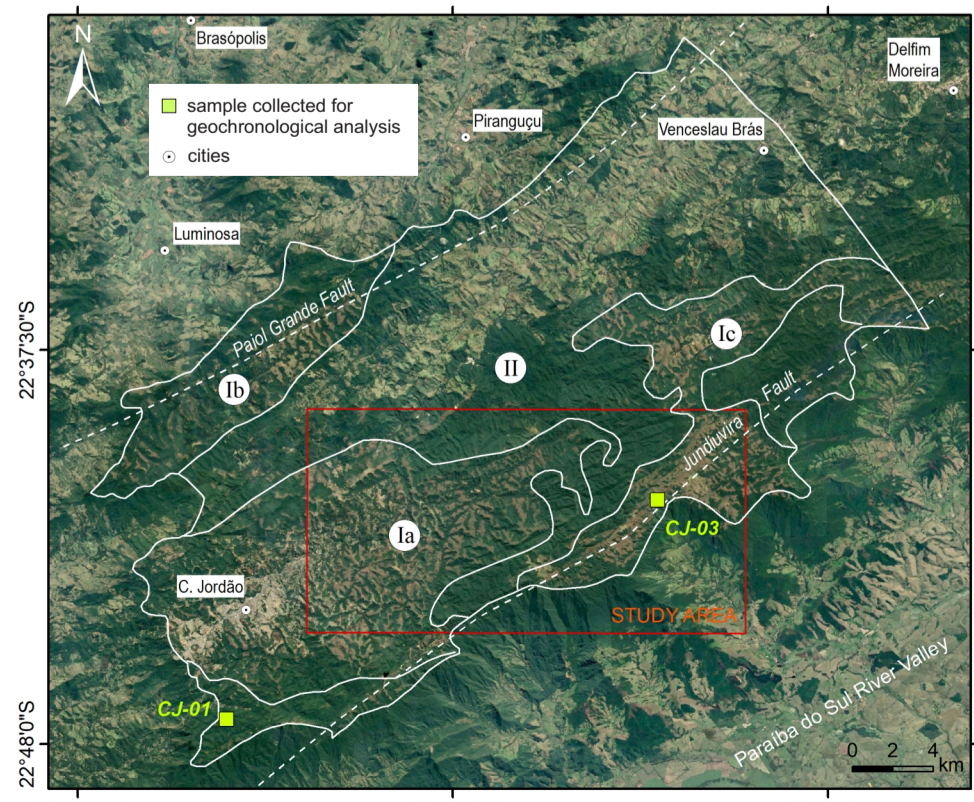 N
Brasópolis
Delfim
Moreira
sample collected for
geochronological analysis
cities
Piranguçu
Venceslau Brás
Luminosa
22°37'30"S
Paiol Grande Fault
Ic
II
Ib
Jundiuvira Fault
CJ-03
Ia
C. Jordão
STUDY AREA
CJ-01
Paraíba do Sul River Valley
22°48'0"S
0 2 4
km